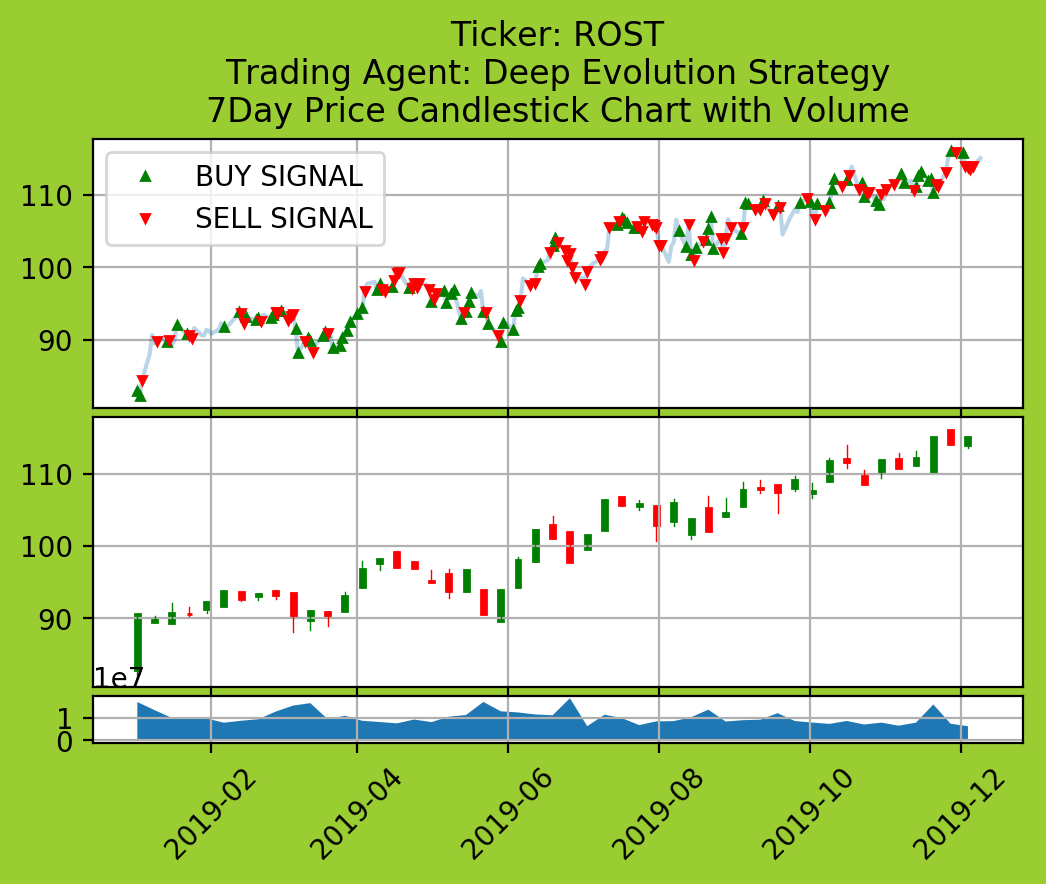 Ticker: ROST
Trading Agent: Deep Evolution Strategy
7Day Price Candlestick Chart with Volume
BUY SIGNAL
SELL SIGNAL
110
100
90
110
100
90
1e7
1
0
2019-02
2019-04
2019-06
2019-08
2019-10
2019-12